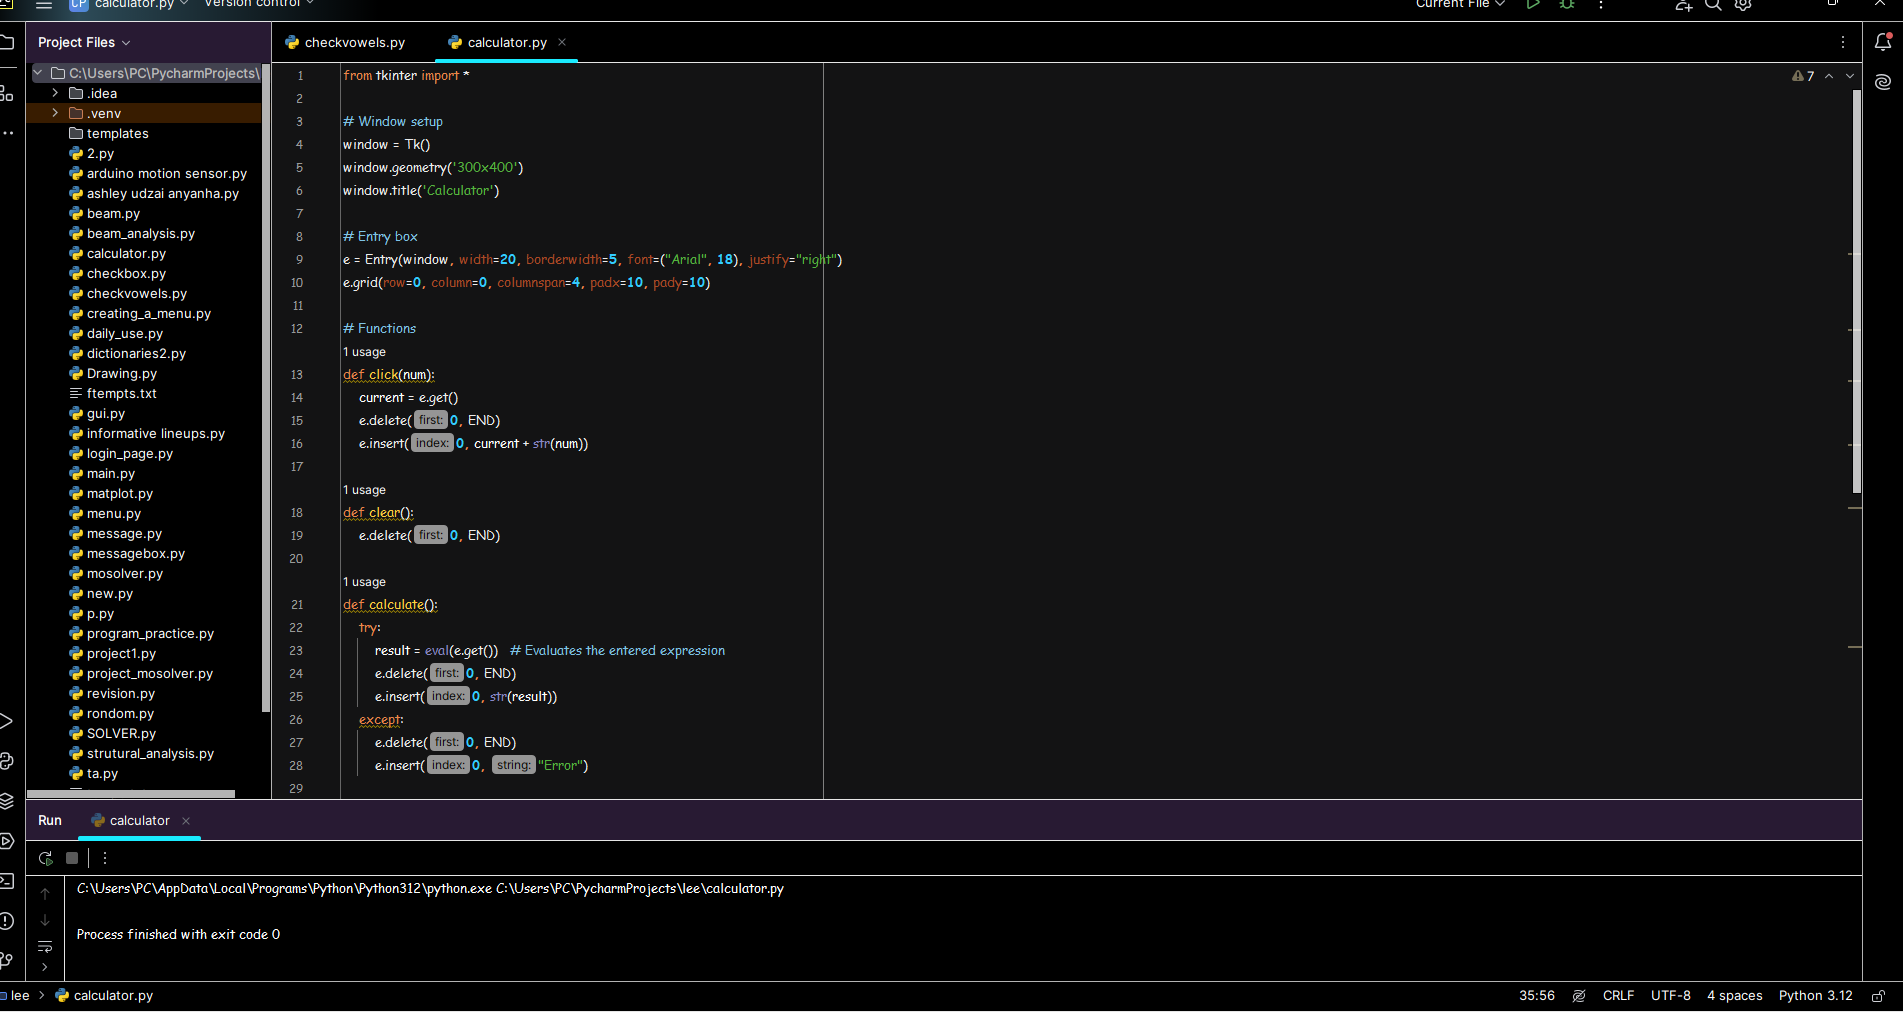 CP calculator.py Version control Current File
Project Files
checkvowels.py calculator.py
C:\Users\PC\PycharmProjects\
.idea
.venv
templates
2.py
arduino motion sensor.py
ashley udzai anyanha.py
beam.py
beam_analysis.py
calculator.py
checkbox.py
checkvowels.py
creating_a_menu.py
daily_use.py
dictionaries2.py
Drawing.py
ftempts.txt
gui.py
informative lineups.py
login_page.py
main.py
matplot.py
menu.py
message.py
messagebox.py
mosolver.py
new.py
p.py
program_practice.py
project1.py
project_mosolver.py
revision.py
rondom.py
SOLVER.py
strutural_analysis.py
ta.py
7
1 from tkinter import *
2
3 # Window setup
4 window = Tk()
5 window.geometry('300x400')
6 window.title('Calculator')
7
8 # Entry box
9 e = Entry(window, width=20, borderwidth=5, font=("Arial", 18), justify="right")
10 e.grid(row=0, column=0, columnspan=4, padx=10, pady=10)
11
12 # Functions
1 usage
13 def click(num):
14 current = e.get()
15 e.delete( first: 0, END)
16 e.insert( index: 0, current + str(num))
17
1 usage
18 def clear():
19 e.delete( first: 0, END)
20
1 usage
21 def calculate():
22 try:
23 result = eval(e.get()) # Evaluates the entered expression
24 e.delete( first: 0, END)
25 e.insert( index: 0, str(result))
26 except:
27 e.delete( first: 0, END)
28 e.insert( index: 0, string: "Error")
29
Run calculator
C:\Users\PC\AppData\Local\Programs\Python\Python312\python.exe C:\Users\PC\PycharmProjects\lee\calculator.py
Process finished with exit code 0
lee calculator.py
35:56 CRLF UTF-8 4 spaces Python 3.12